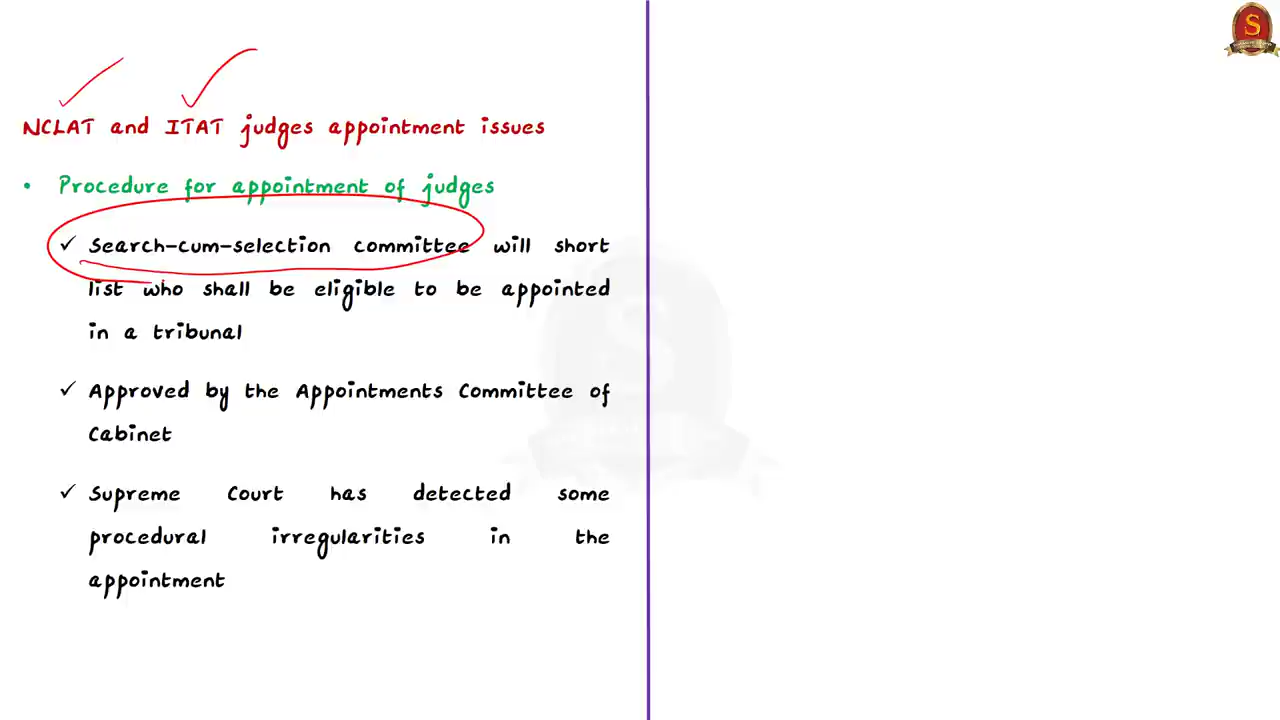 NCLAT and ITAT judges appointment issues
• Procedure for appointment of judges
✓ Search-cum-selection committee will short
list who shall be eligible to be appointed
in a tribunal
✓ Approved by the Appointments Committee of
Cabinet
✓ Supreme Court has detected some
procedural irregularities in the
appointment